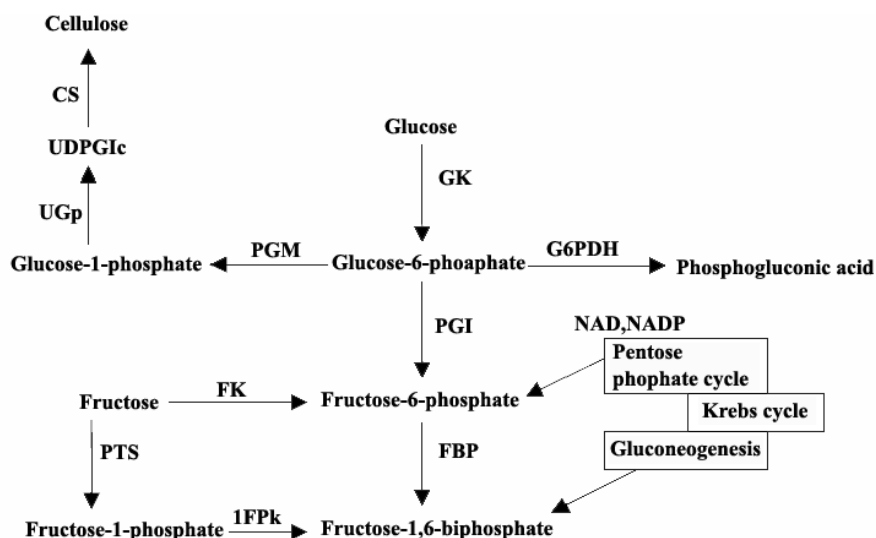 Cellulose
CS
Glucose
UDPGIc
GK
UGp
PGM
G6PDH
Glucose-1-phosphate
Glucose-6-phoaphate
Phosphogluconic acid
PGI
NAD,NADP
Pentose
phophate cycle
FK
Fructose
Fructose-6-phosphate
Krebs cycle
PTS
FBP
Gluconeogenesis
1FPk
Fructose-1-phosphate
Fructose-1,6-biphosphate